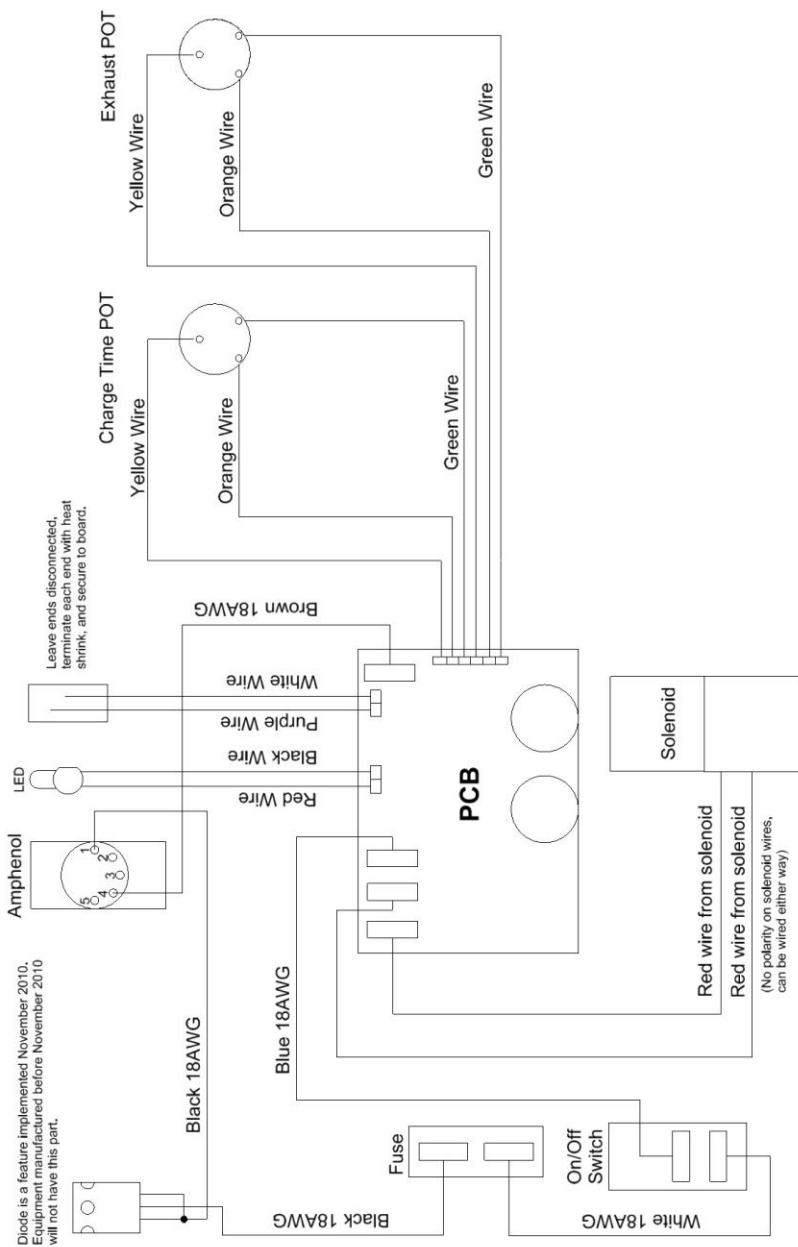 Diode is a feature implemented November 2010.
Equipment manufactured before November 2010
will not have this part.
Amphenol
1
2
3
4
5
LED
Leave ends disconnected,
terminate each end with heat
shrink, and secure to board.
Charge Time POT
Exhaust POT
Yellow Wire
Orange Wire
Green Wire
Yellow Wire
Orange Wire
Green Wire
Black 18AWG
Red Wire
Black Wire
Purple Wire
White Wire
Brown 18AWG
Blue 18AWG
PCB
Black 18AWG
Fuse
White 18AWG
On/Off
Switch
Red wire from solenoid
Red wire from solenoid
(No polarity on solenoid wires,
can be wired either way)
Solenoid